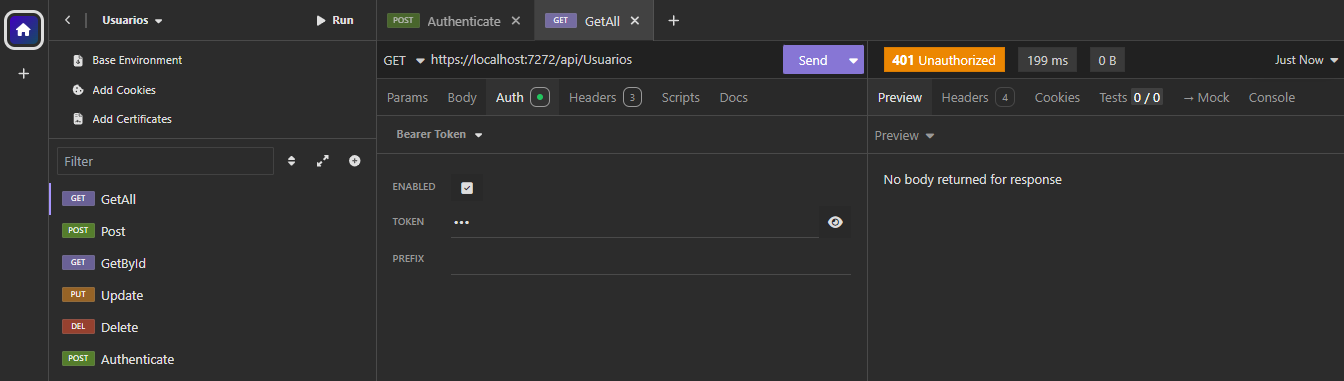 Usuarios
Run
Base Environment
Add Cookies
Add Certificates
Filter
GET GetAll
POST Post
GET GetById
PUT Update
DEL Delete
POST Authenticate
POST Authenticate
GET GetAll
GET https://localhost:7272/api/Usuarios Send
Params Body Auth Headers 3 Scripts Docs
Bearer Token
ENABLED
TOKEN •••
PREFIX
401 Unauthorized 199 ms 0 B Just Now
Preview Headers 4 Cookies Tests 0 / 0 → Mock Console
Preview
No body returned for response